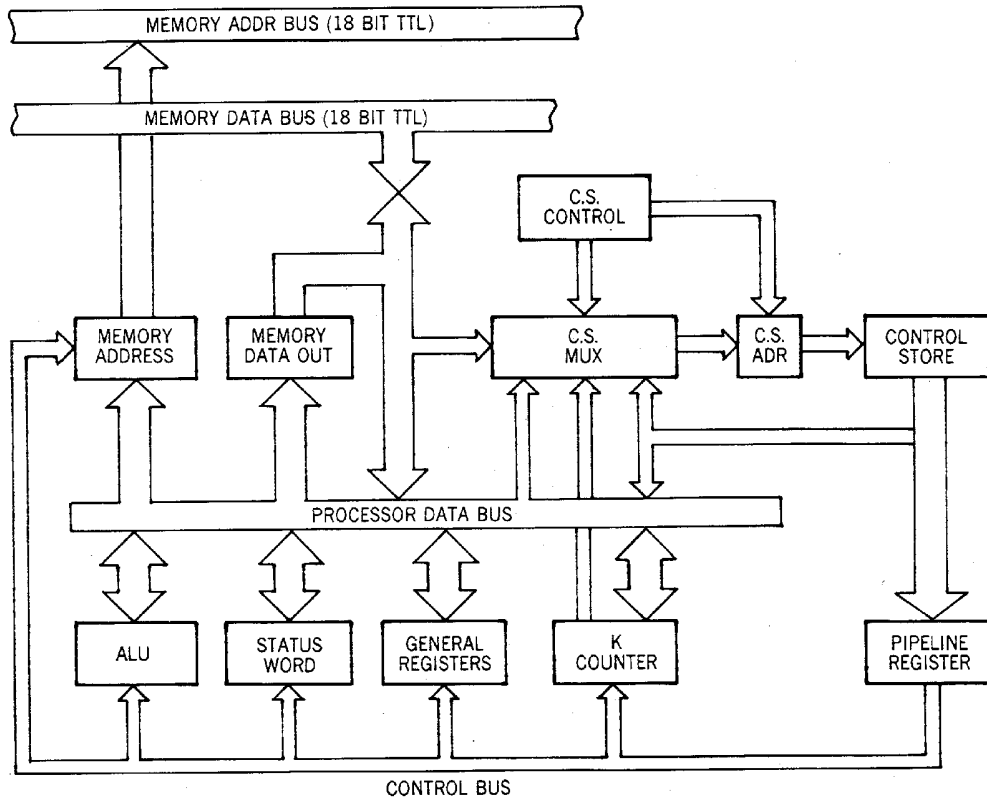 MEMORY ADDR BUS (18 BIT TTL)
MEMORY DATA BUS (18 BIT TTL)
C.S.
CONTROL
MEMORY
ADDRESS
MEMORY
DATA OUT
C.S.
MUX
C.S.
ADR
CONTROL
STORE
PROCESSOR DATA BUS
ALU
STATUS
WORD
GENERAL
REGISTERS
K
COUNTER
PIPELINE
REGISTER
CONTROL BUS